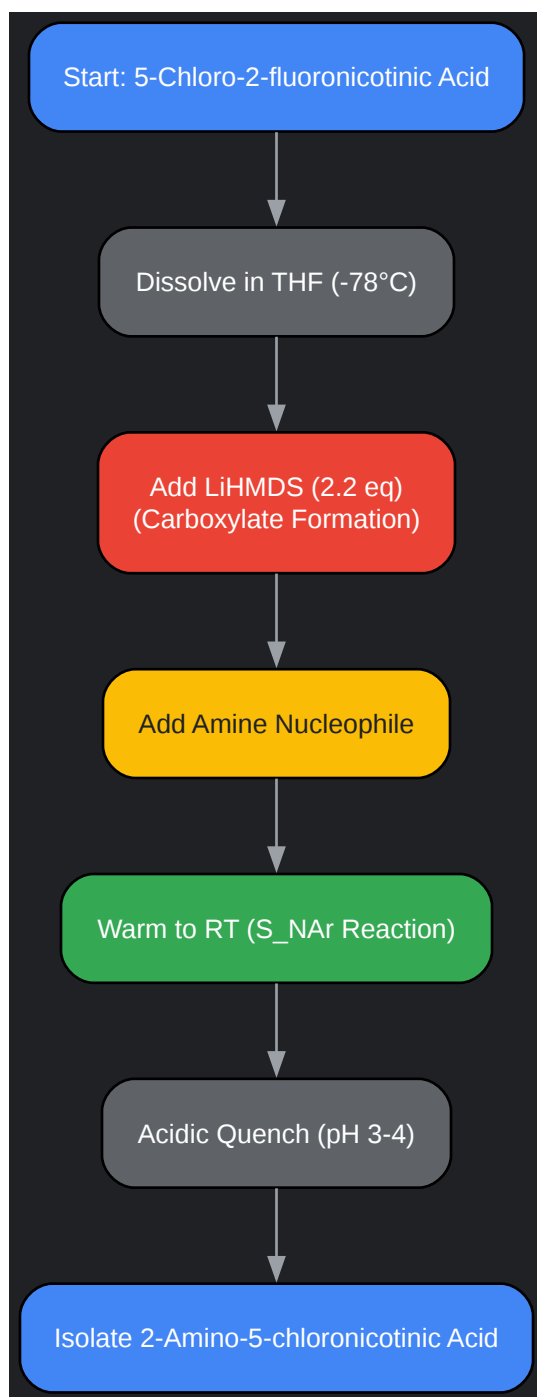 Start: 5-Chloro-2-fluoronicotinic Acid
Dissolve in THF (-78°C)
Add LiHMDS (2.2 eq)
(Carboxylate Formation)
Add Amine Nucleophile
Warm to RT (S_NAr Reaction)
Acidic Quench (pH 3-4)
Isolate 2-Amino-5-chloronicotinic Acid